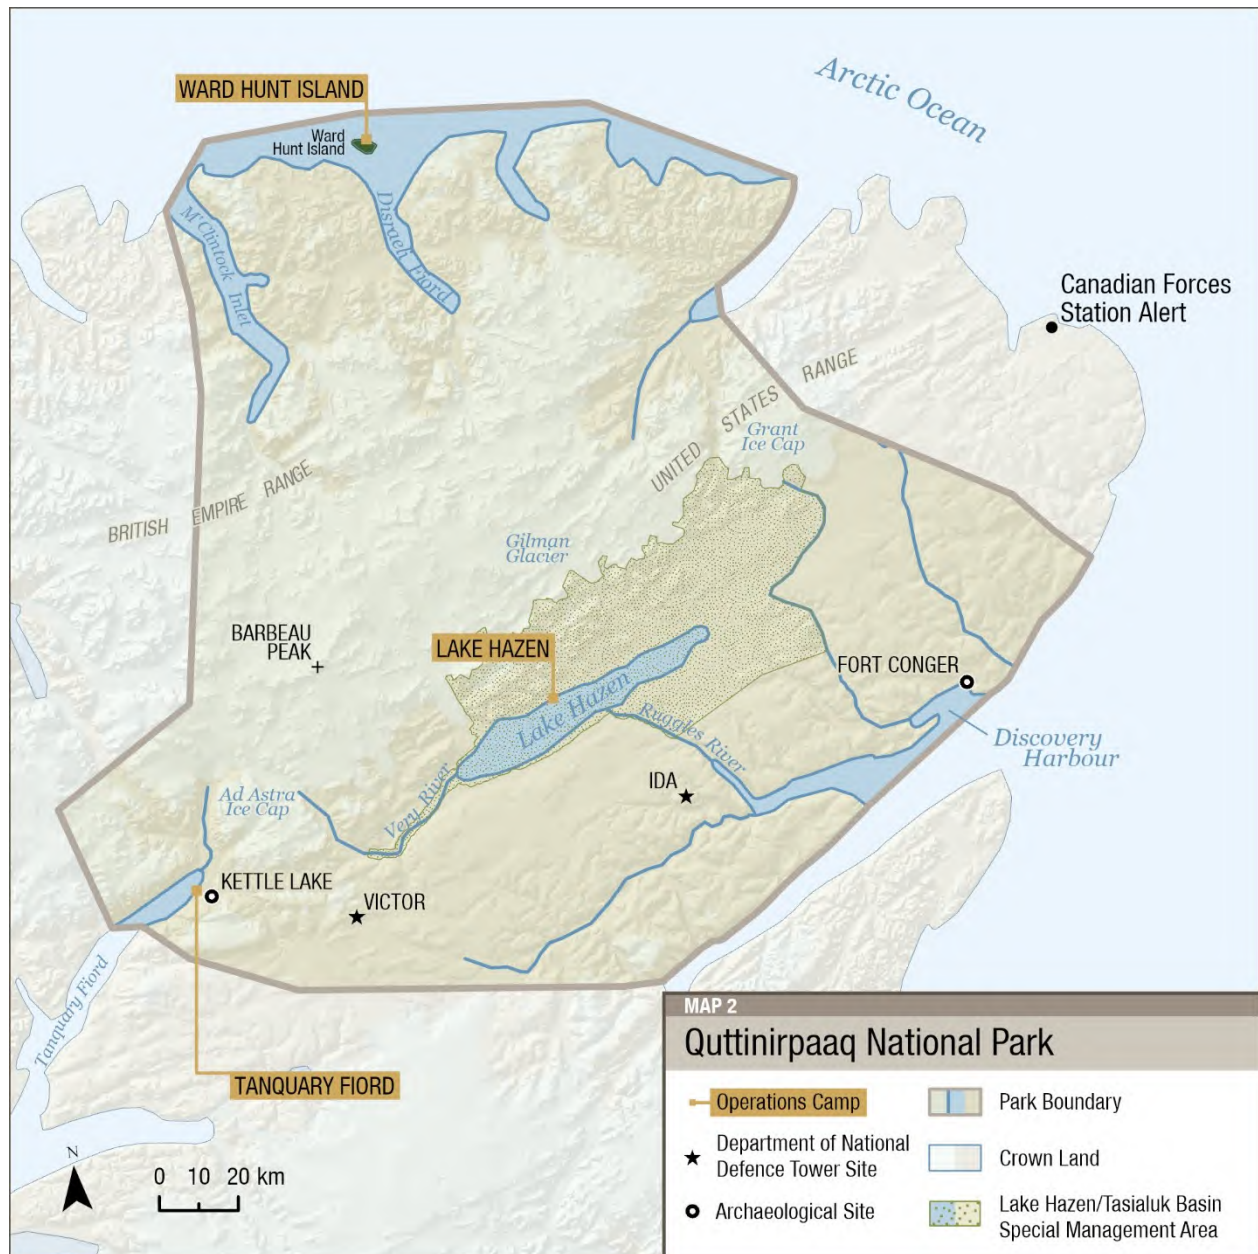 WARD HUNT ISLAND
Arctic Ocean
Ward
Hunt Island
M'Clintock Inlet
Disraeli Fiord
Canadian Forces
Station Alert
BRITISH EMPIRE RANGE
UNITED STATES RANGE
Grant
Ice Cap
Gilman
Glacier
BARBEAU
PEAK
LAKE HAZEN
Lake Hazen
FORT CONGER
Ruggles River
Discovery
Harbour
IDA
Very River
Ad Astra
Ice Cap
KETTLE LAKE
VICTOR
Tanquary Fiord
TANQUARY FIORD
N
0 10 20 km
MAP 2
Quttinirpaaq National Park
Operations Camp
Department of National
Defence Tower Site
Archaeological Site
Park Boundary
Crown Land
Lake Hazen/Tasialuk Basin
Special Management Area